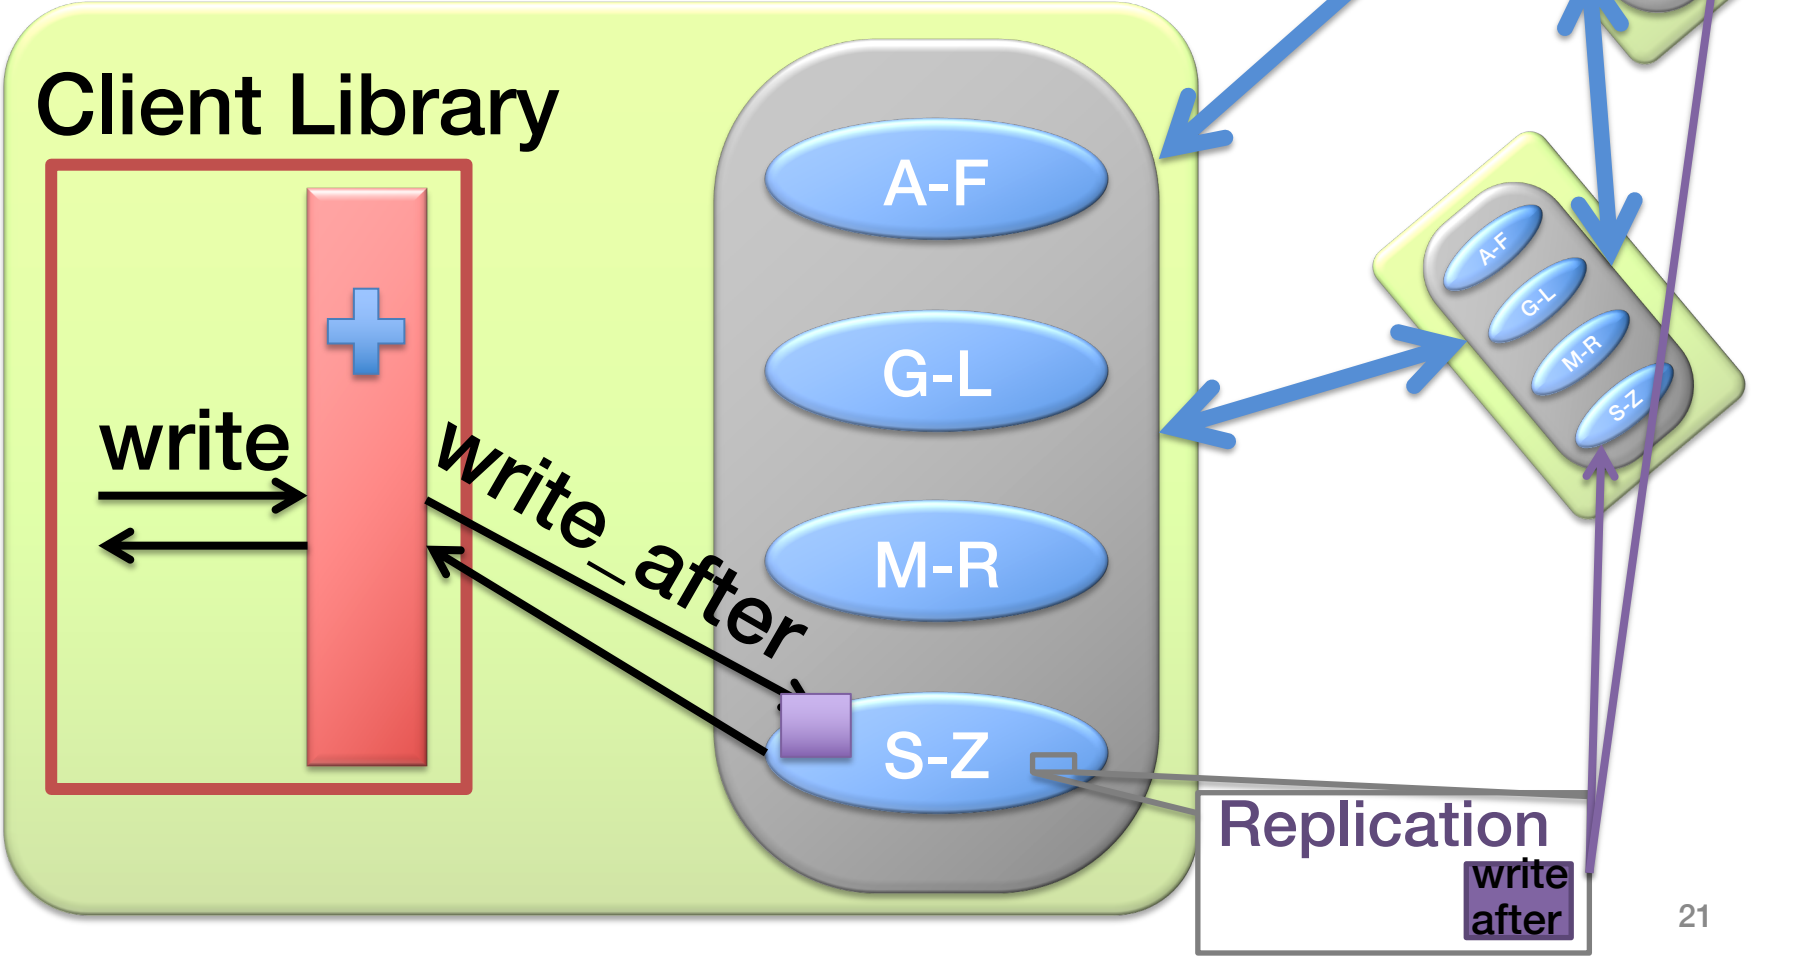 Client Library
A-F
G-L
M-R
S-Z
write
write_after
A-F
G-L
M-R
S-Z
Replication
write
after
21